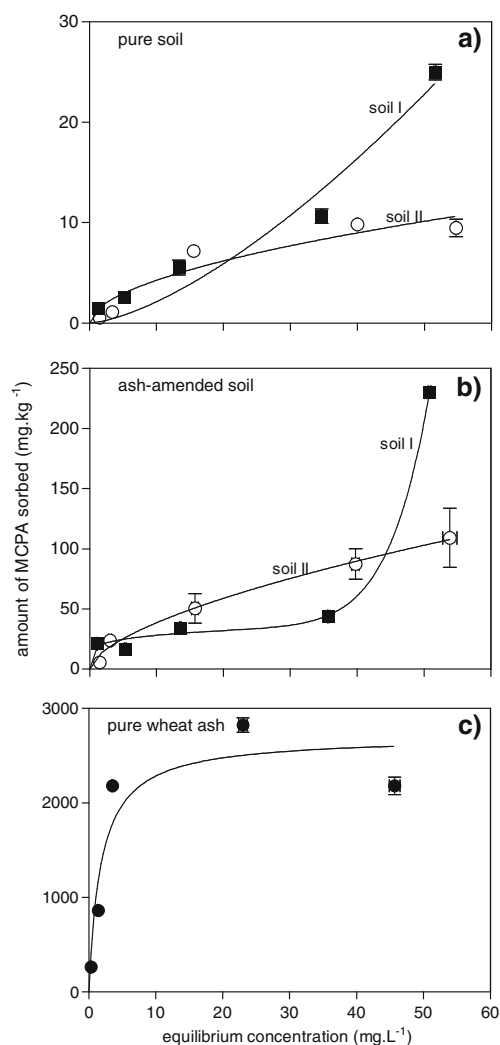 pure soil
a)
30
20
10
0
soil I
soil II
ash-amended soil
b)
250
200
150
100
50
0
soil I
soil II
pure wheat ash
c)
3000
2000
1000
0
0 10 20 30 40 50 60
amount of MCPA sorbed (mg.kg⁻¹)
equilibrium concentration (mg.L⁻¹)